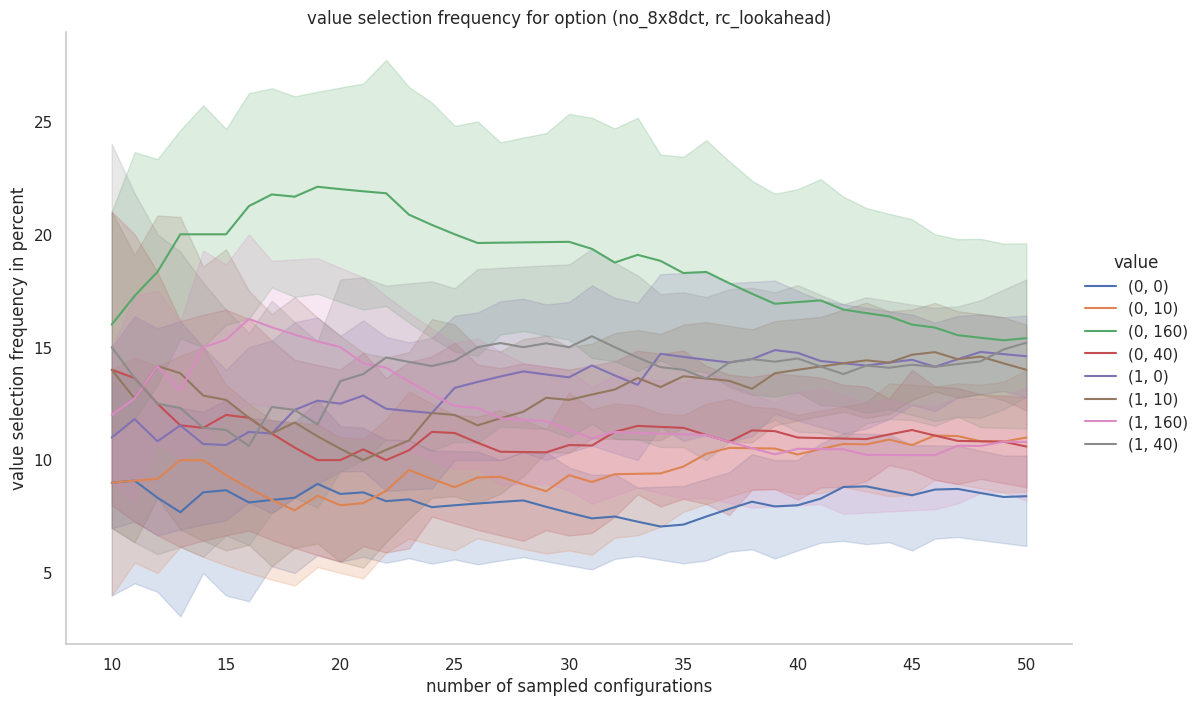 value selection frequency for option (no_8x8dct, rc_lookahead)
value selection frequency in percent
25
20
15
10
5
10 15 20 25 30 35 40 45 50
number of sampled configurations
value
(0, 0)
(0, 10)
(0, 160)
(0, 40)
(1, 0)
(1, 10)
(1, 160)
(1, 40)